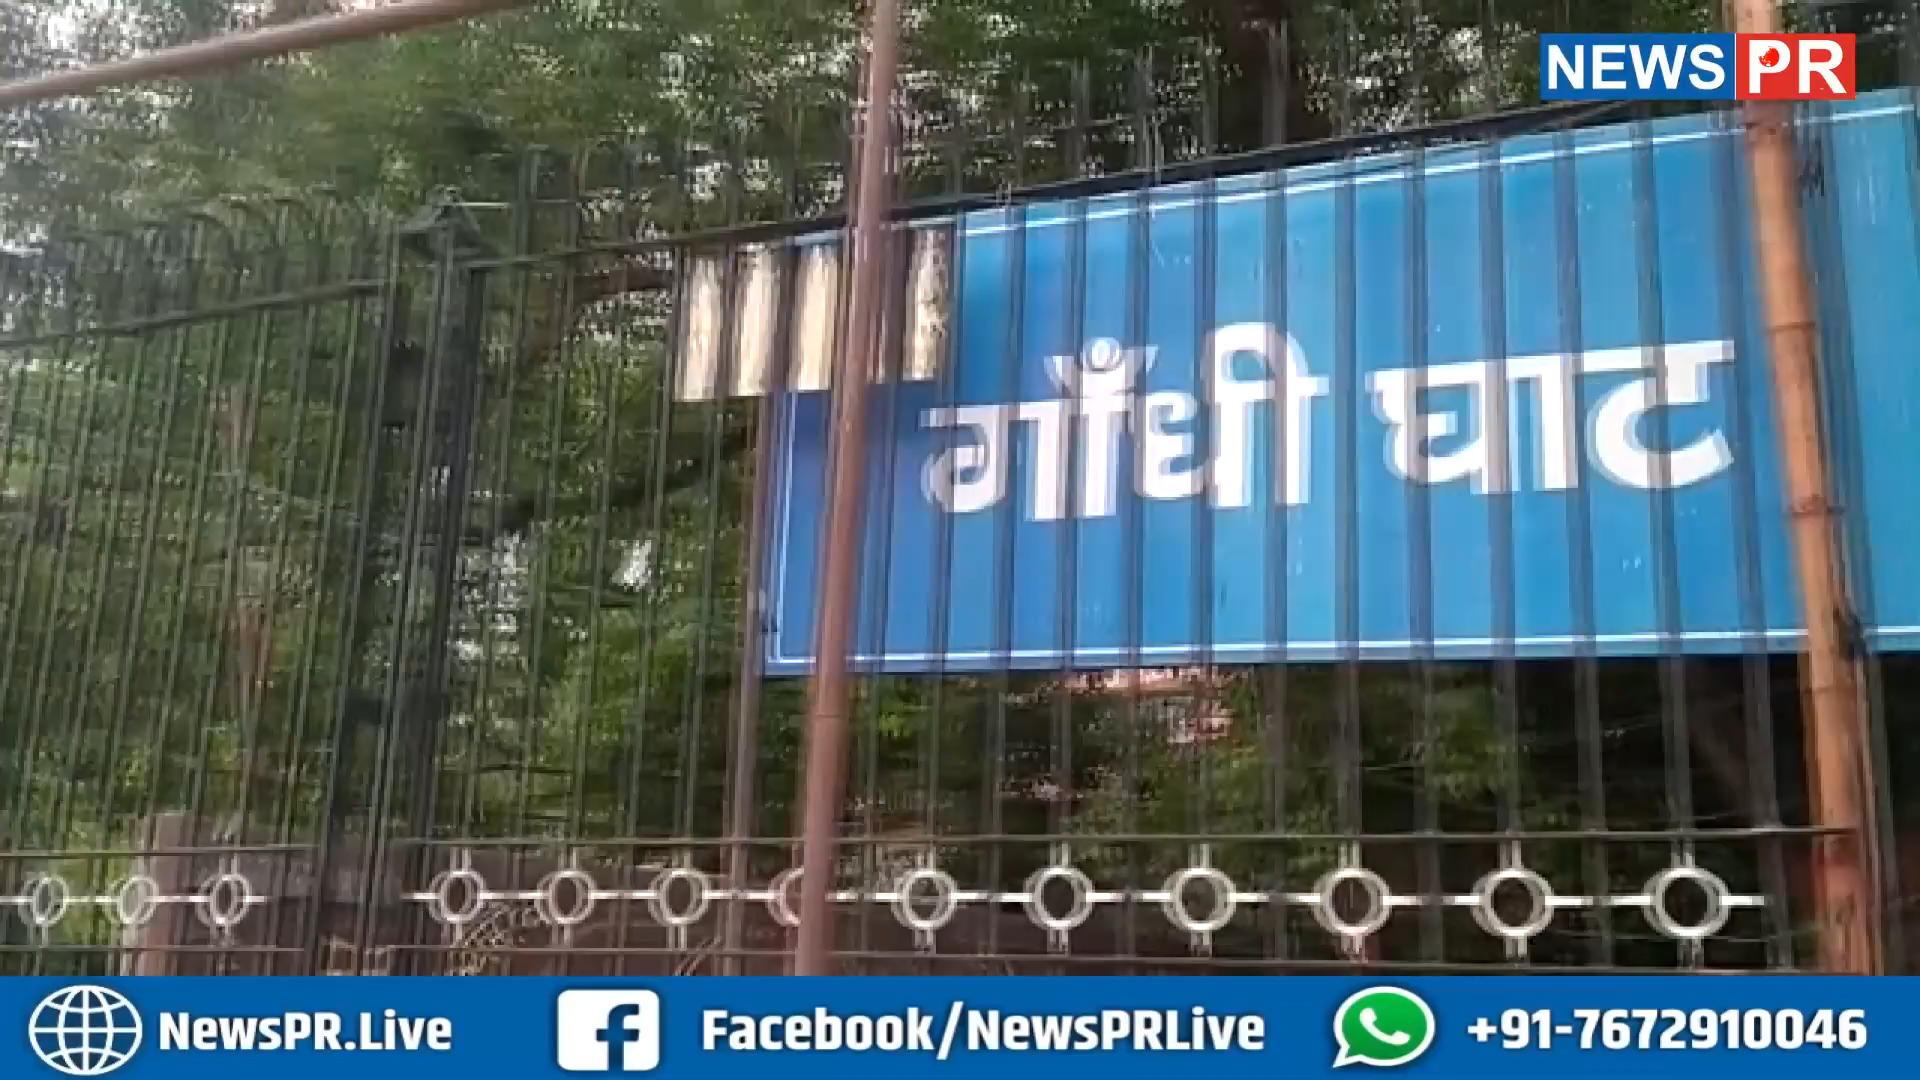 NEWS PR
गाँधी घाट
NewsPR.Live
Facebook/NewsPRLive
+91-7672910046